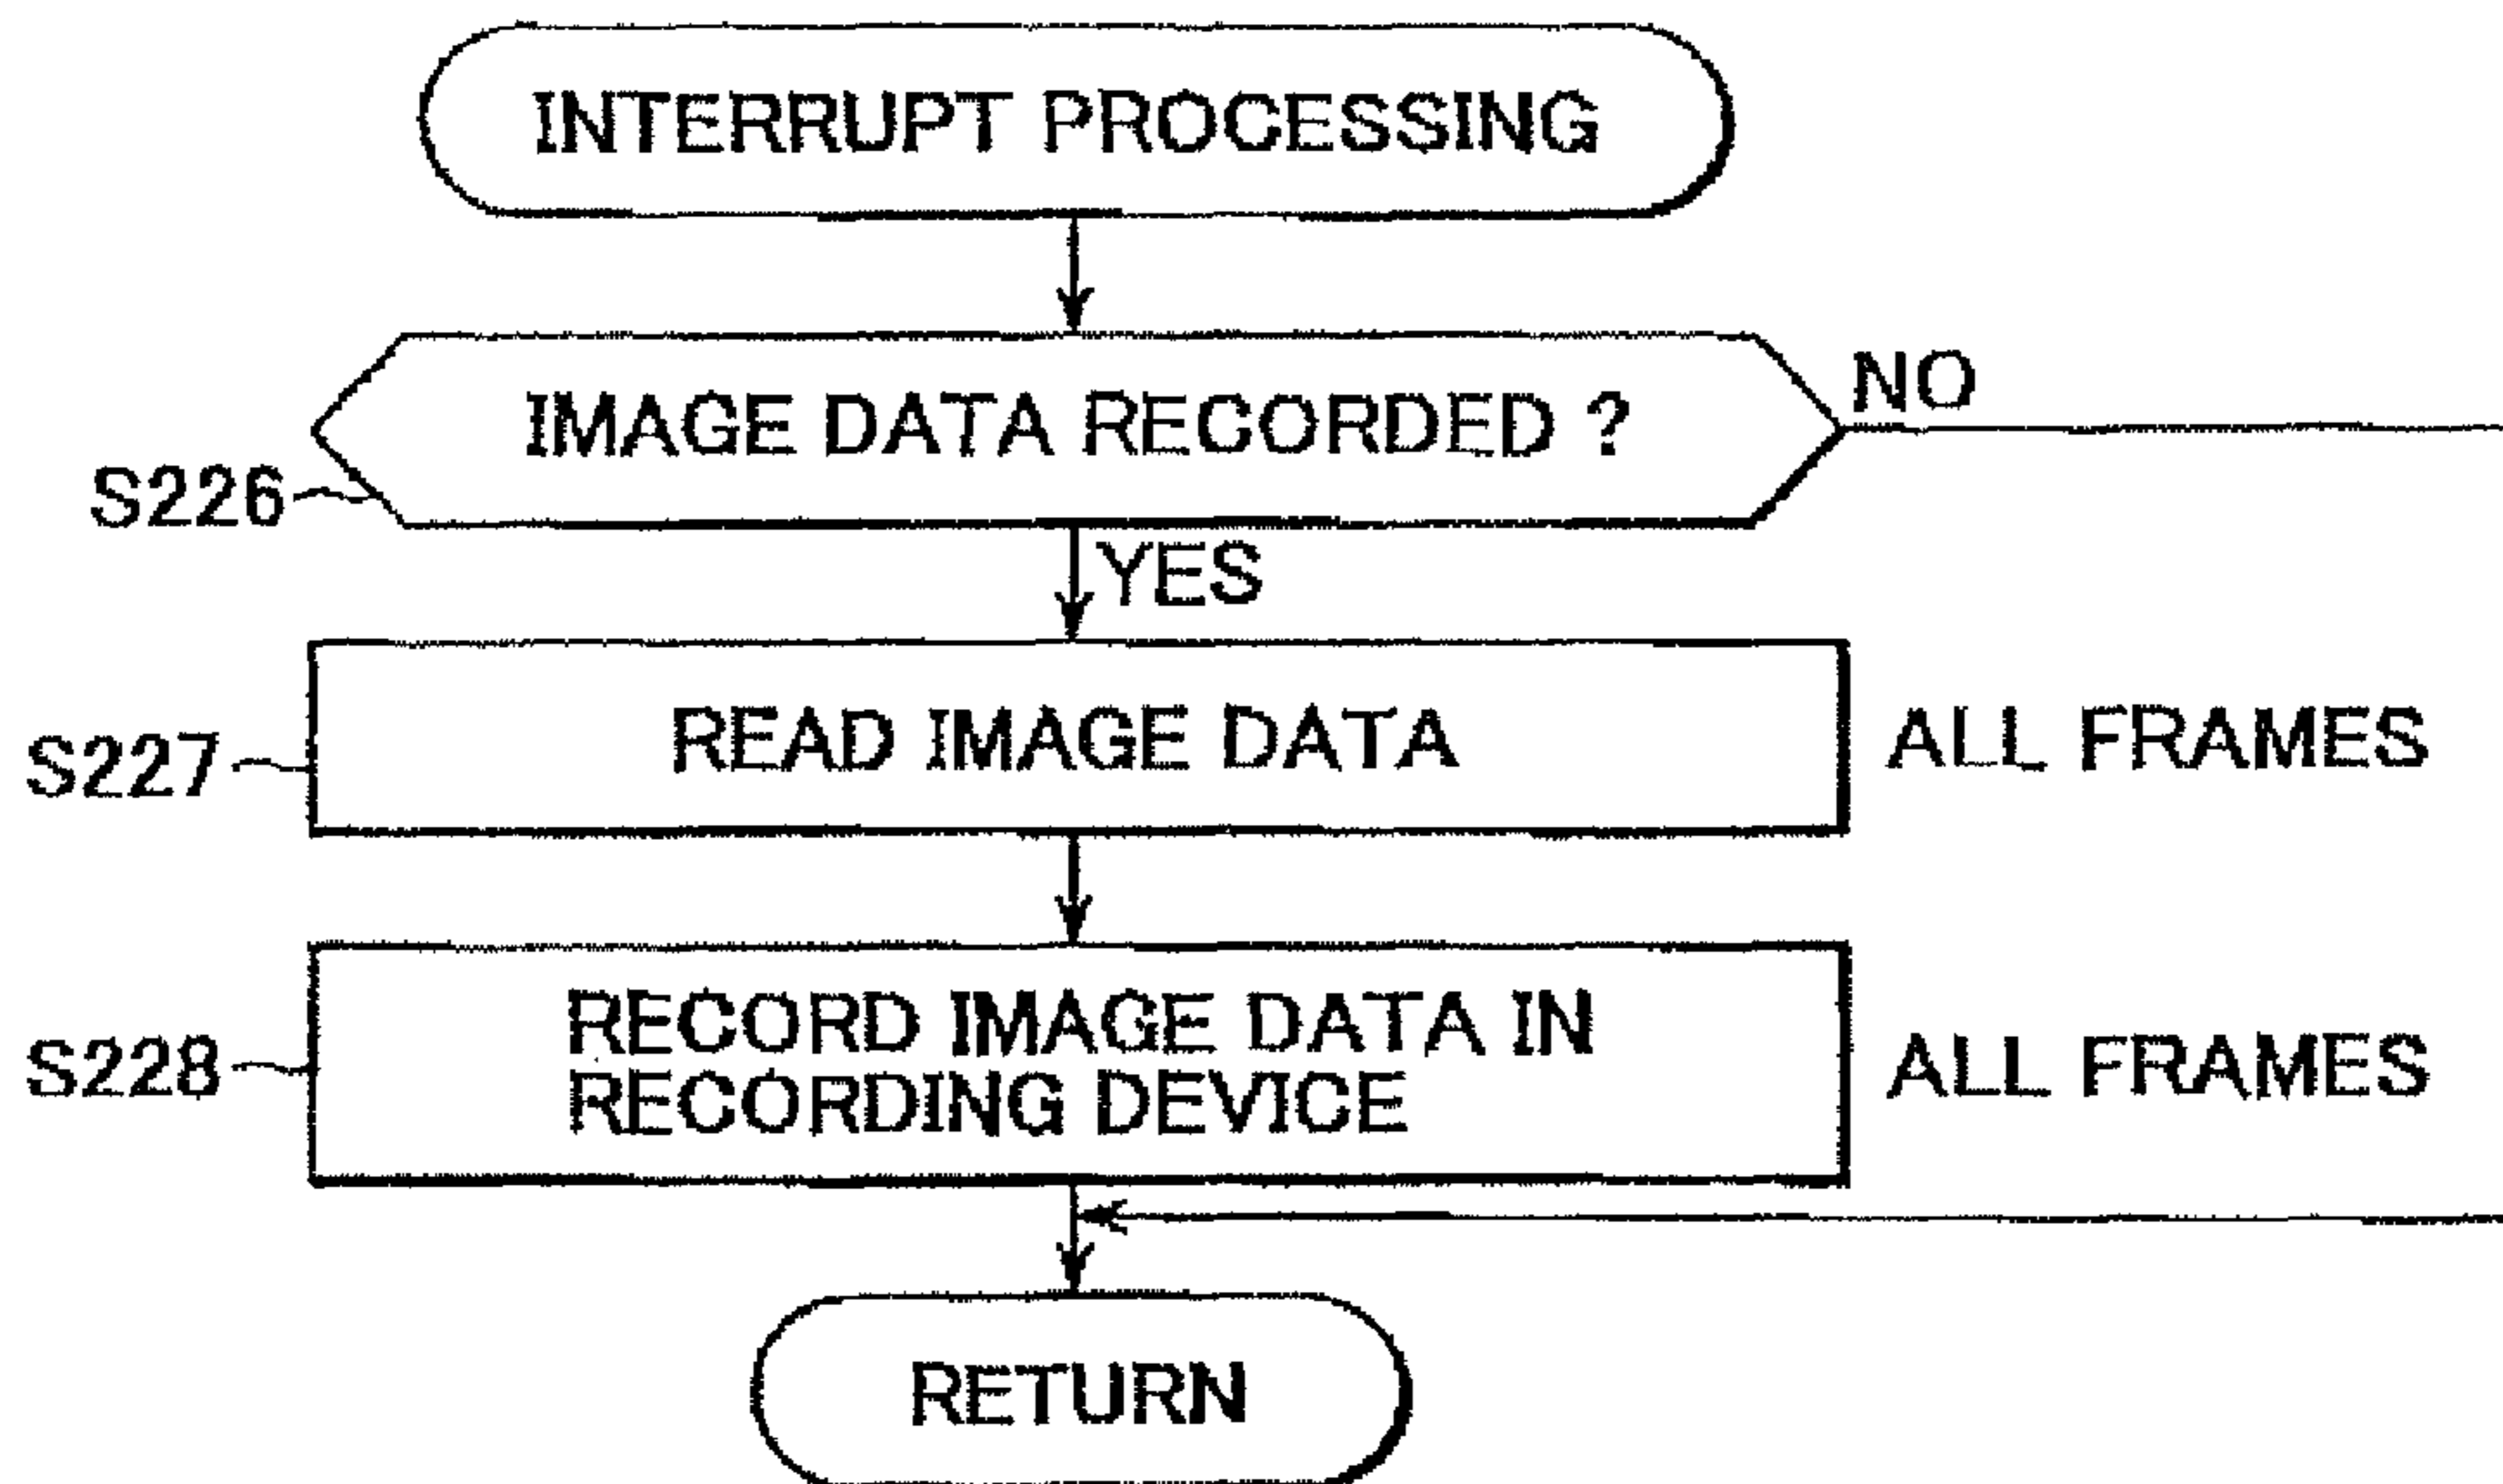 INTERRUPT PROCESSING
IMAGE DATA RECORDED ?
NO
S226
YES
S227
READ IMAGE DATA
ALL FRAMES
S228
RECORD IMAGE DATA IN
RECORDING DEVICE
ALL FRAMES
RETURN